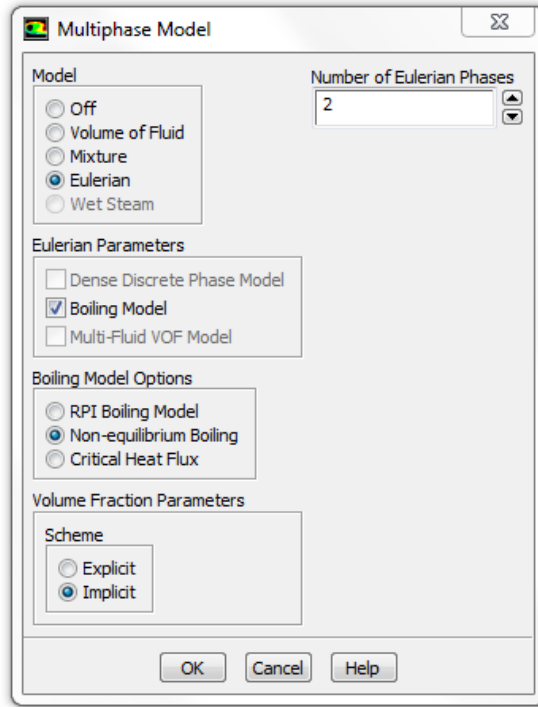 Multiphase Model
Model
Off
Volume of Fluid
Mixture
Eulerian
Wet Steam
Number of Eulerian Phases
2
Eulerian Parameters
Dense Discrete Phase Model
Boiling Model
Multi-Fluid VOF Model
Boiling Model Options
RPI Boiling Model
Non-equilibrium Boiling
Critical Heat Flux
Volume Fraction Parameters
Scheme
Explicit
Implicit
OK Cancel Help